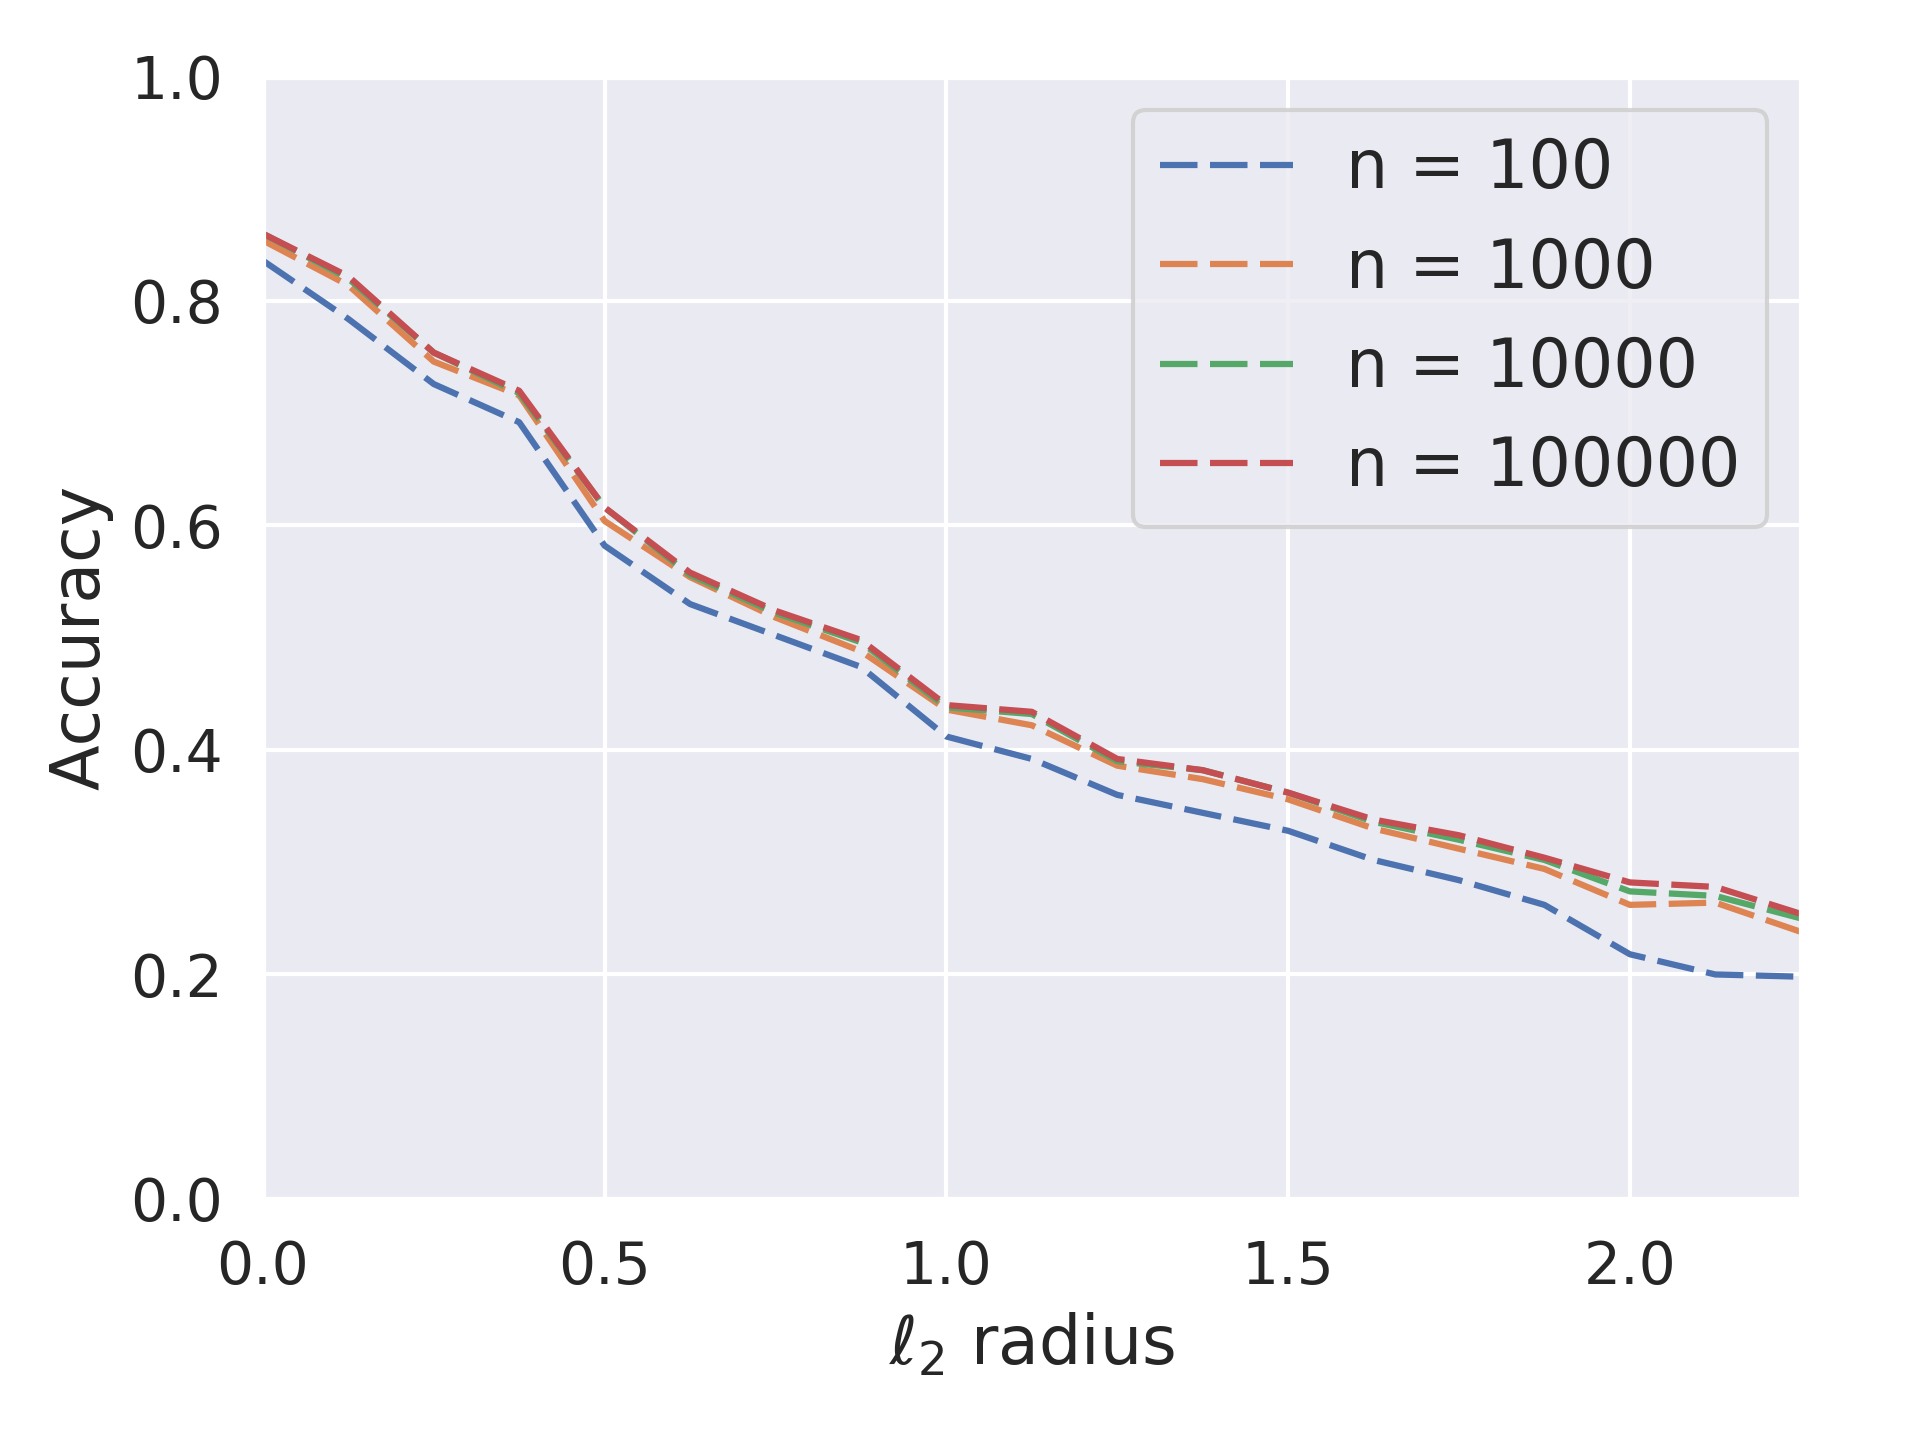 1.0
0.8
0.6
0.4
0.2
0.0
Accuracy
n = 100
n = 1000
n = 10000
n = 100000
0.0 0.5 1.0 1.5 2.0
ℓ₂ radius